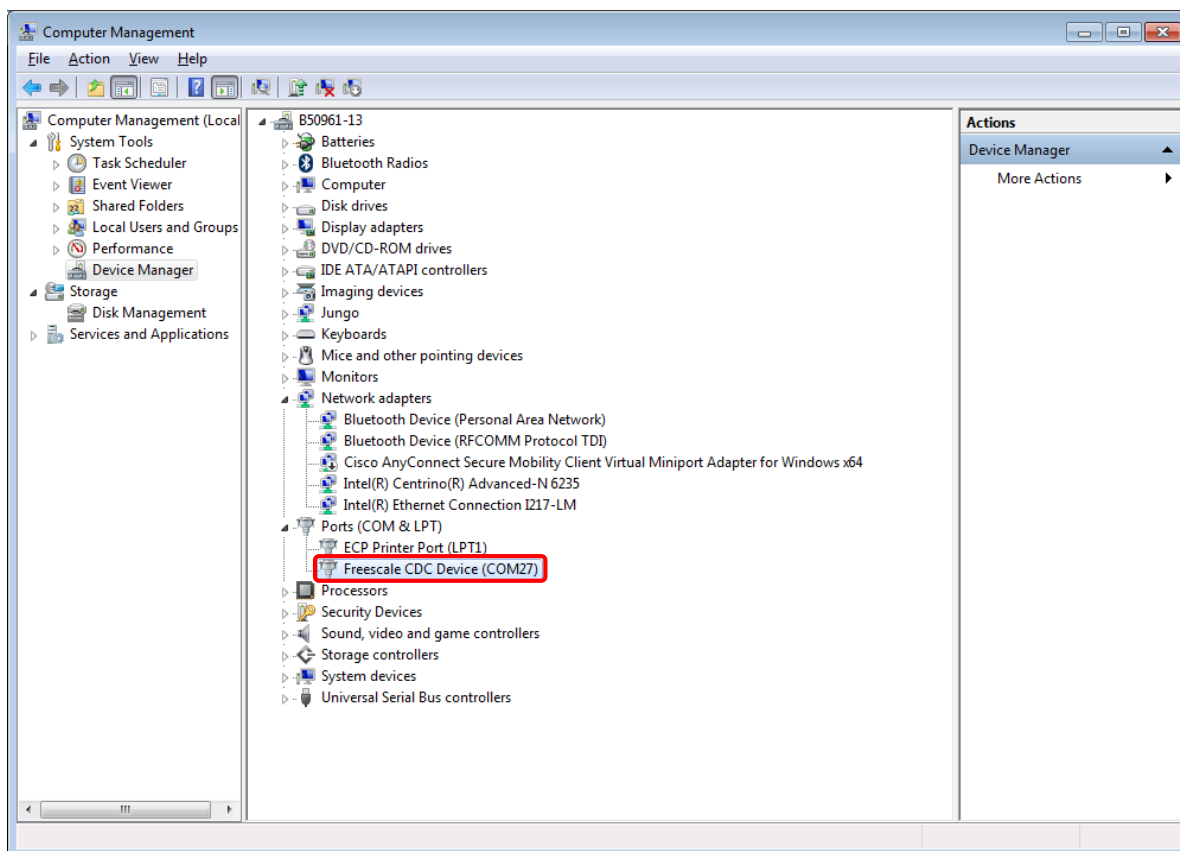 Computer Management
File Action View Help
Computer Management (Local
System Tools
Task Scheduler
Event Viewer
Shared Folders
Local Users and Groups
Performance
Device Manager
Storage
Disk Management
Services and Applications
B50961-13
Batteries
Bluetooth Radios
Computer
Disk drives
Display adapters
DVD/CD-ROM drives
IDE ATA/ATAPI controllers
Imaging devices
Jungo
Keyboards
Mice and other pointing devices
Monitors
Network adapters
Bluetooth Device (Personal Area Network)
Bluetooth Device (RFCOMM Protocol TDI)
Cisco AnyConnect Secure Mobility Client Virtual Miniport Adapter for Windows x64
Intel(R) Centrino(R) Advanced-N 6235
Intel(R) Ethernet Connection I217-LM
Ports (COM & LPT)
ECP Printer Port (LPT1)
Freescale CDC Device (COM27)
Processors
Security Devices
Sound, video and game controllers
Storage controllers
System devices
Universal Serial Bus controllers
Actions
Device Manager
More Actions